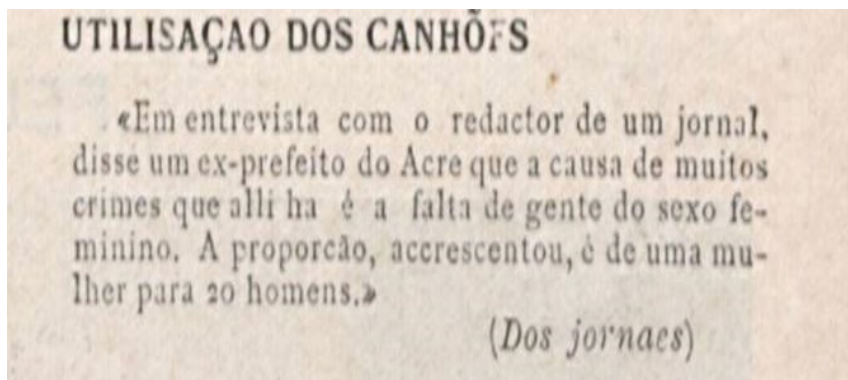 UTILISAÇAO DOS CANHÕES
«Em entrevista com o redactor de um jornal,
disse um ex-prefeito do Acre que a causa de muitos
crimes que alli ha é a falta de gente do sexo fe-
minino. A proporcão, accrescentou, é de uma mu-
lher para 20 homens.»
(Dos jornaes)